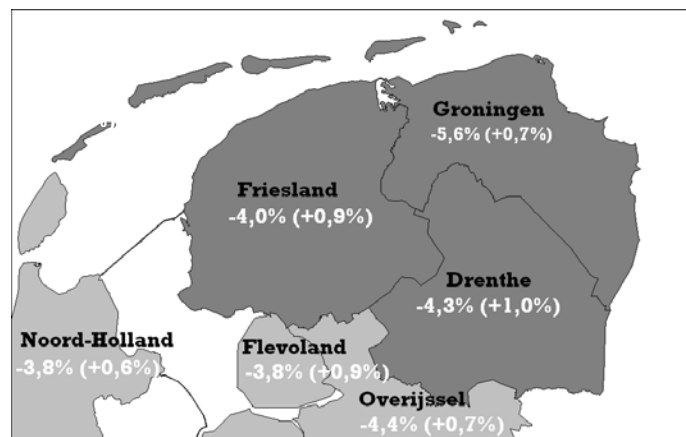 Groningen
-5,6% (+0,7%)
Friesland
-4,0% (+0,9%)
Drenthe
-4,3% (+1,0%)
Noord-Holland
-3,8% (+0,6%)
Flevoland
-3,8% (+0,9%)
Overijssel
-4,4% (+0,7%)